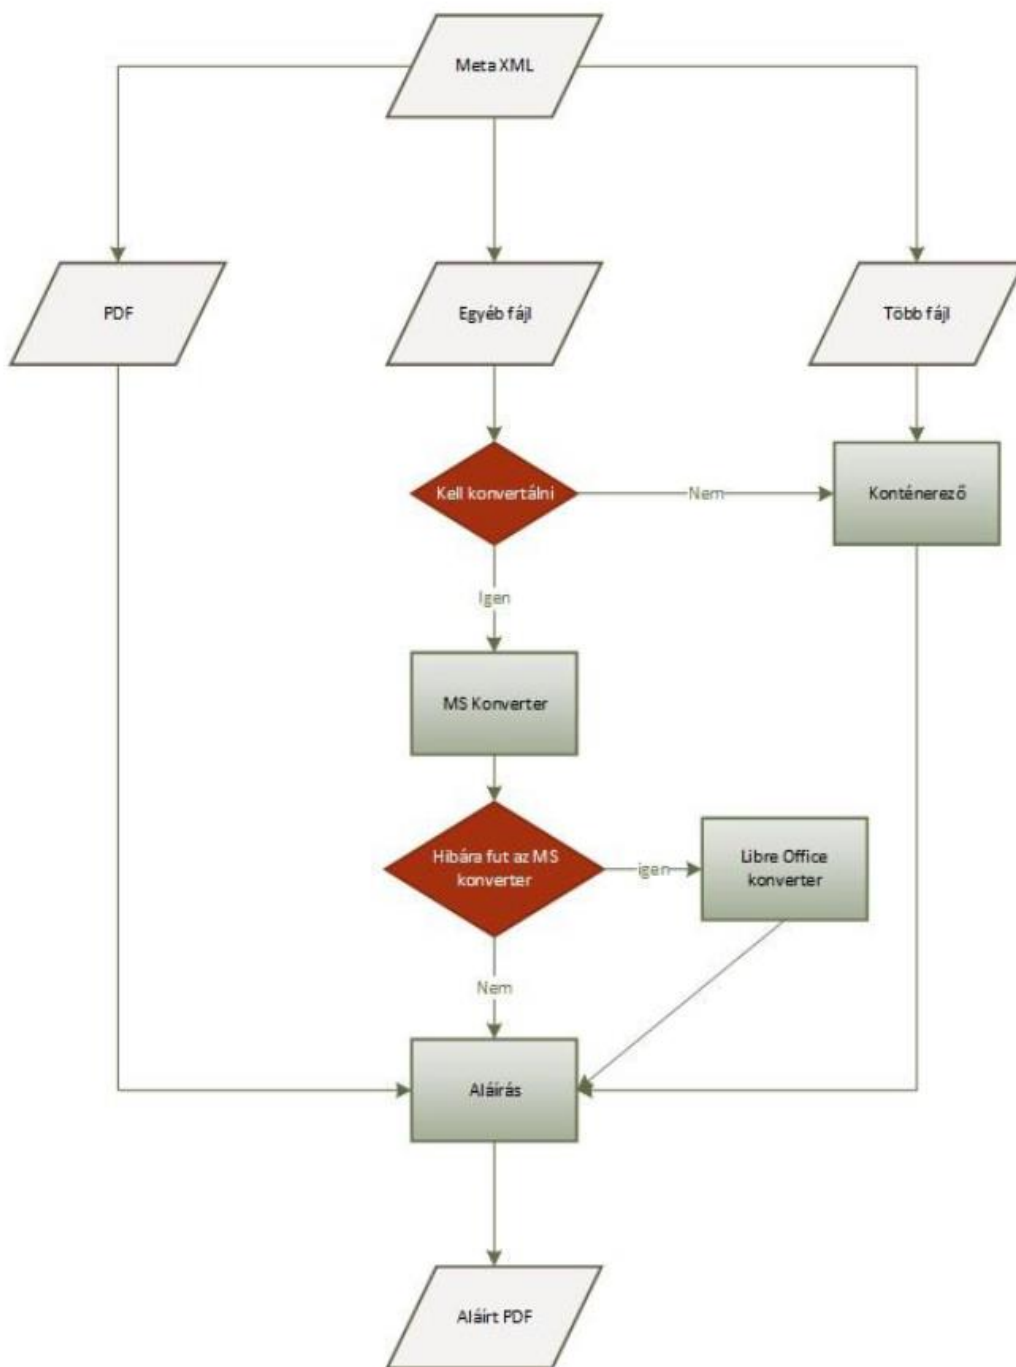 Meta XML
PDF
Egyéb fájl
Több fájl
Kell konvertálni
Nem
Konténerező
Igen
MS Konverter
Hibára fut az MS
konverter
igen
Libre Office
konverter
Nem
Aláírás
Aláírt PDF